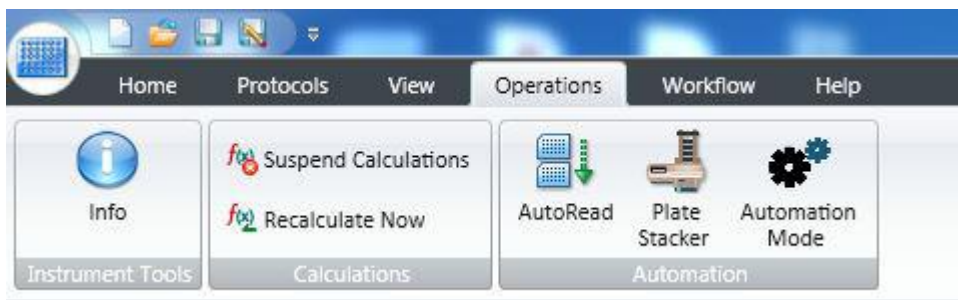 Home Protocols View Operations Workflow Help
Info
Suspend Calculations
Recalculate Now
AutoRead
Plate
Stacker
Automation
Mode
Instrument Tools
Calculations
Automation